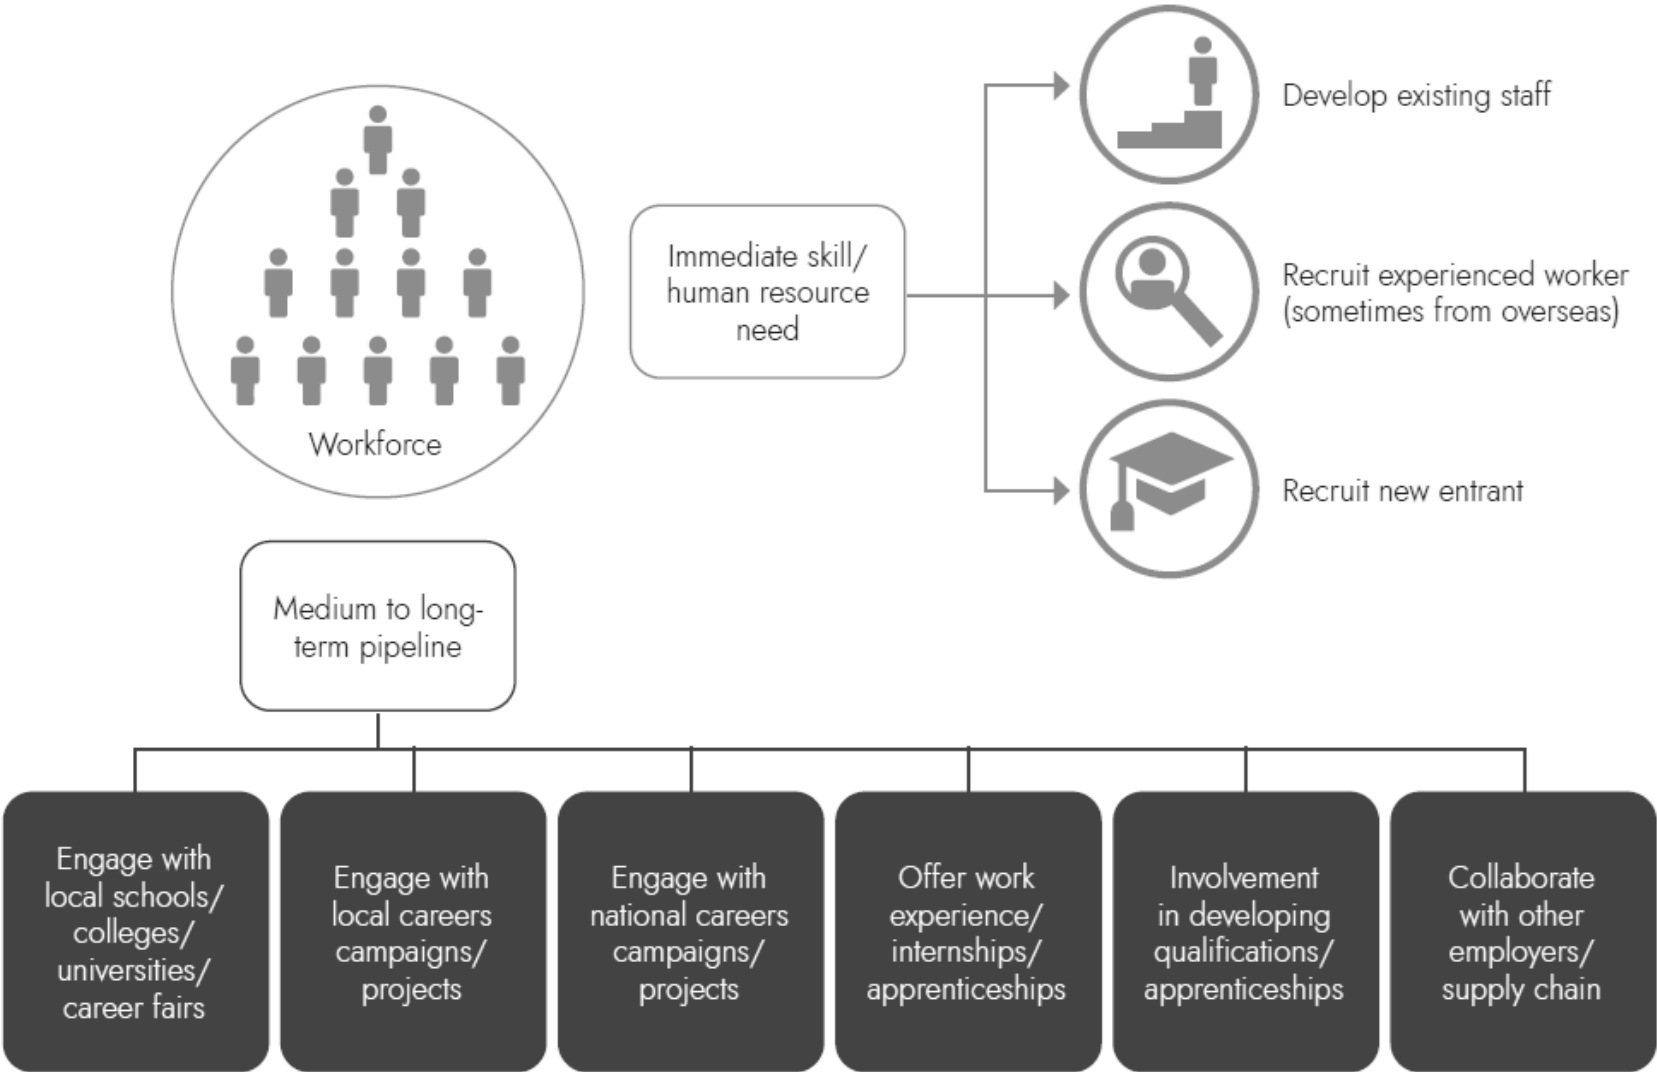 Workforce
Immediate skill/
human resource
need
Develop existing staff
Recruit experienced worker
(sometimes from overseas)
Recruit new entrant
Medium to long-
term pipeline
Engage with
local schools/
colleges/
universities/
career fairs
Engage with
local careers
campaigns/
projects
Engage with
national careers
campaigns/
projects
Offer work
experience/
internships/
apprenticeships
Involvement
in developing
qualifications/
apprenticeships
Collaborate
with other
employers/
supply chain